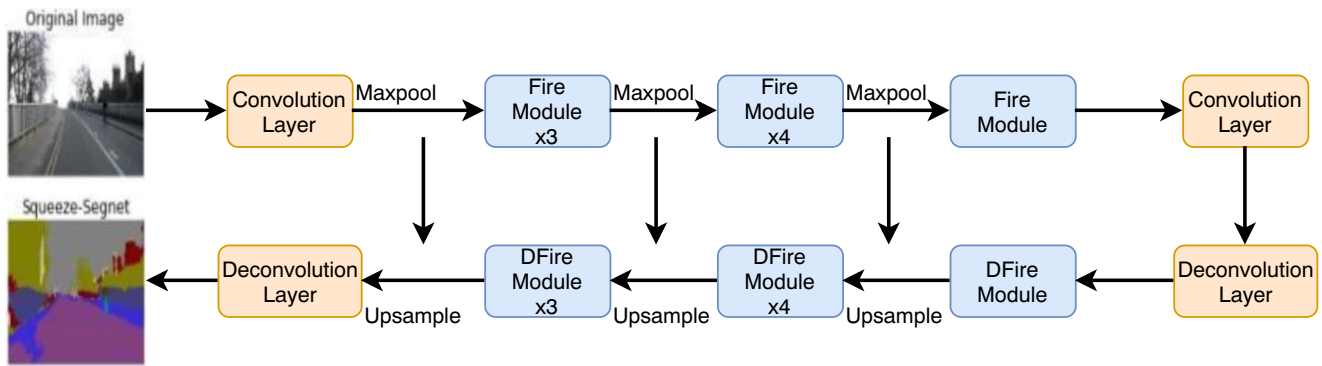 Original Image
Convolution
Layer
Maxpool
Fire
Module
x3
Maxpool
Fire
Module
x4
Maxpool
Fire
Module
Convolution
Layer
Squeeze-Segnet
Deconvolution
Layer
Upsample
DFire
Module
x3
Upsample
DFire
Module
x4
Upsample
DFire
Module
Deconvolution
Layer